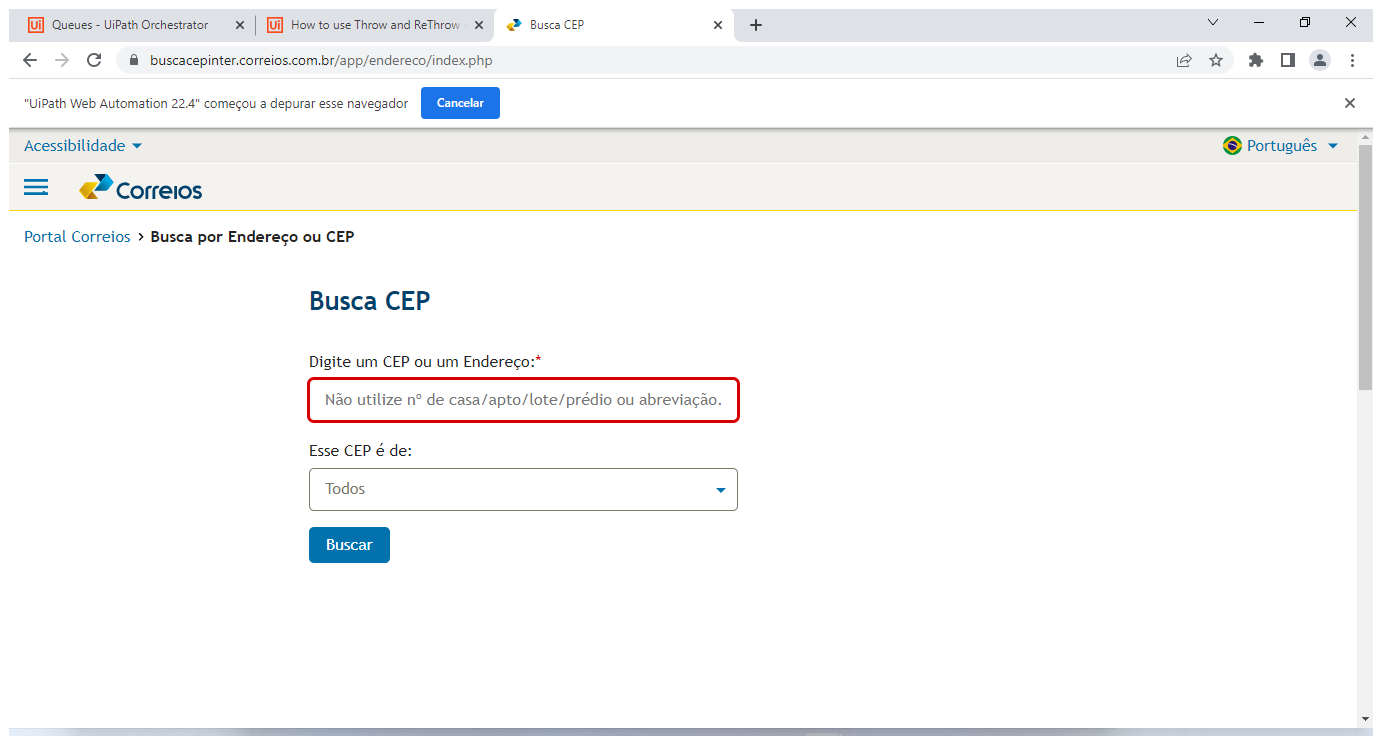 Queues - UiPath Orchestrator
How to use Throw and ReThrow
Busca CEP
buscacepinter.correios.com.br/app/endereco/index.php
"UiPath Web Automation 22.4" começou a depurar esse navegador
Cancelar
Acessibilidade
Português
Correios
Portal Correios > Busca por Endereço ou CEP
Busca CEP
Digite um CEP ou um Endereço:*
Não utilize nº de casa/apto/lote/prédio ou abreviação.
Esse CEP é de:
Todos
Buscar